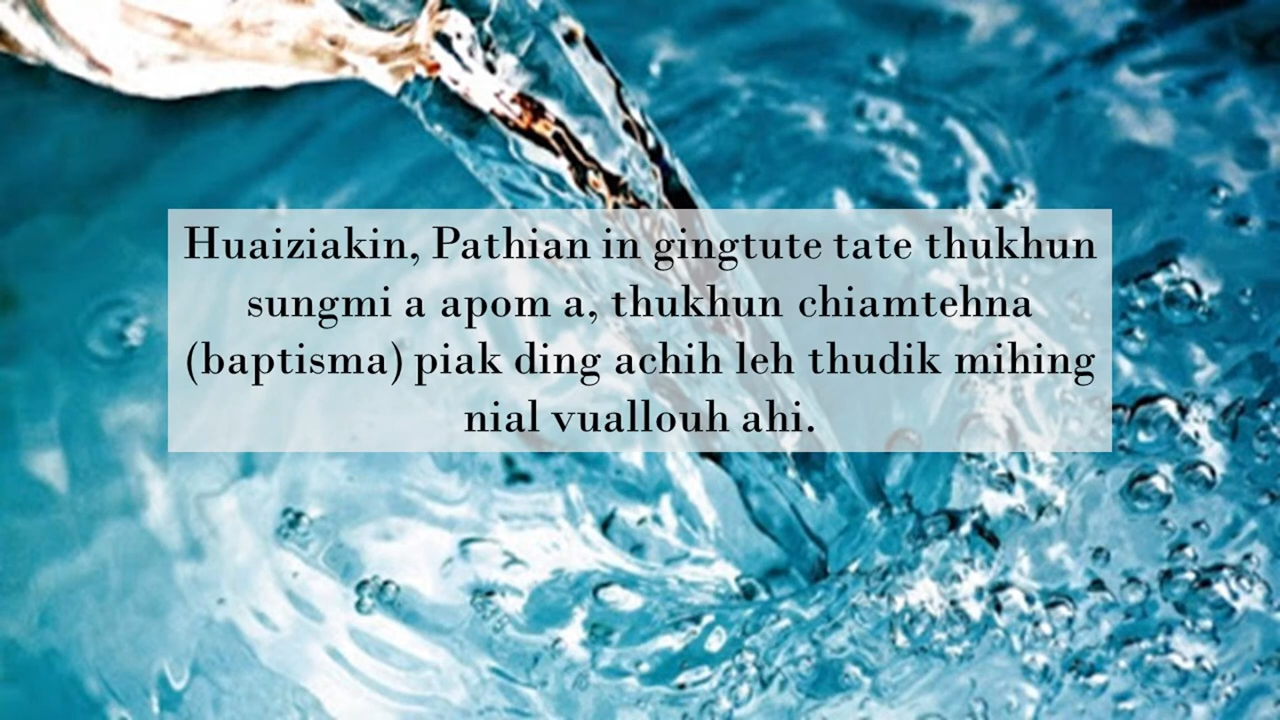 Huaiziakin, Pathian in gingtute tate thukhun
sungmi a apom a, thukhun chiamtehna
(baptisma) piak ding achih leh thudik mihing
nial vuallouh ahi.